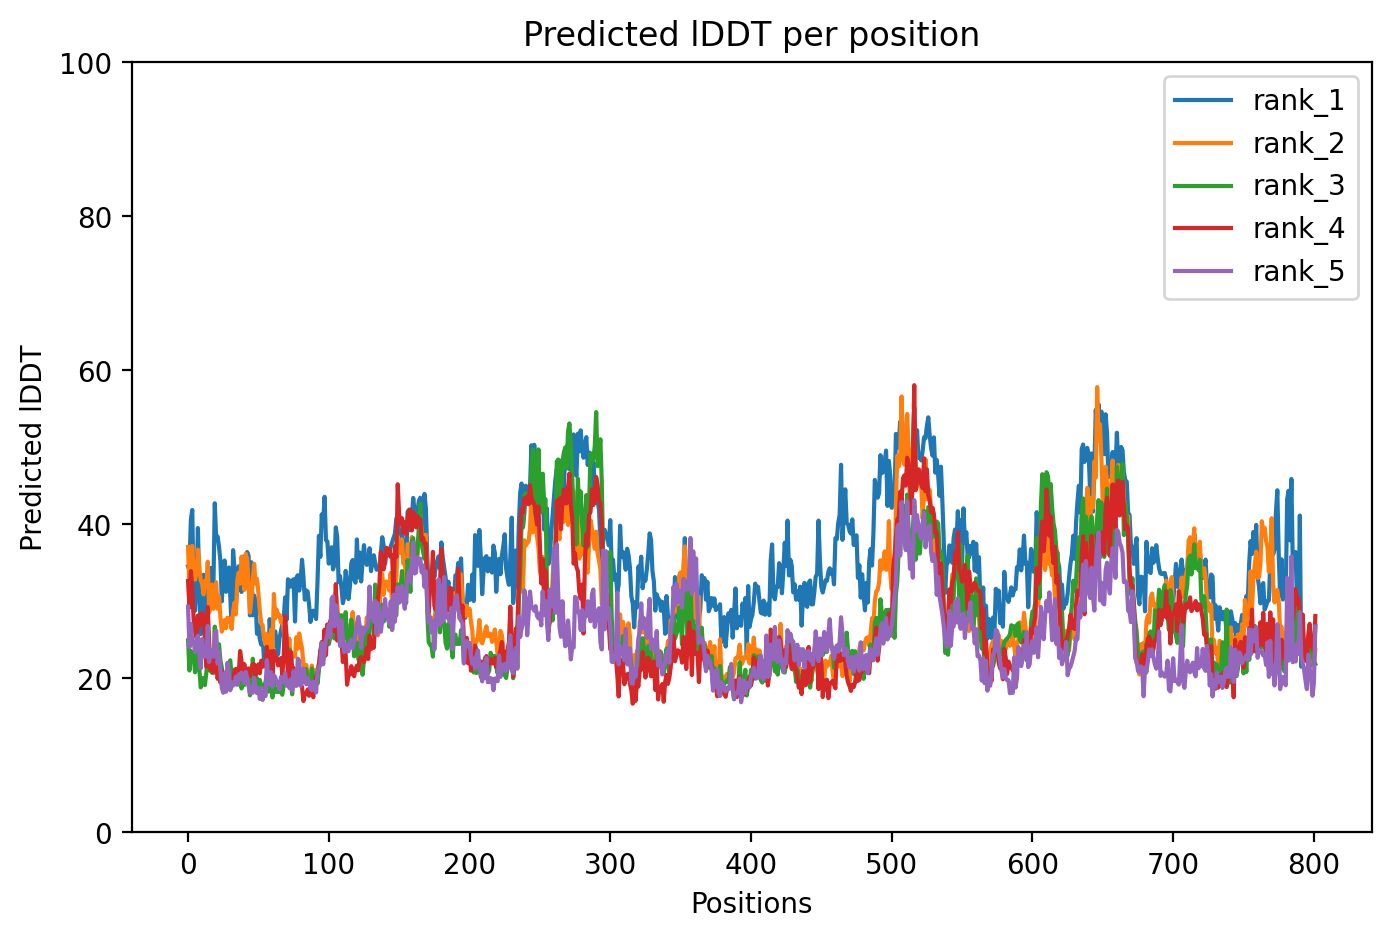 Predicted lDDT per position
Predicted lDDT
100
80
60
40
20
0
rank_1
rank_2
rank_3
rank_4
rank_5
0 100 200 300 400 500 600 700 800
Positions